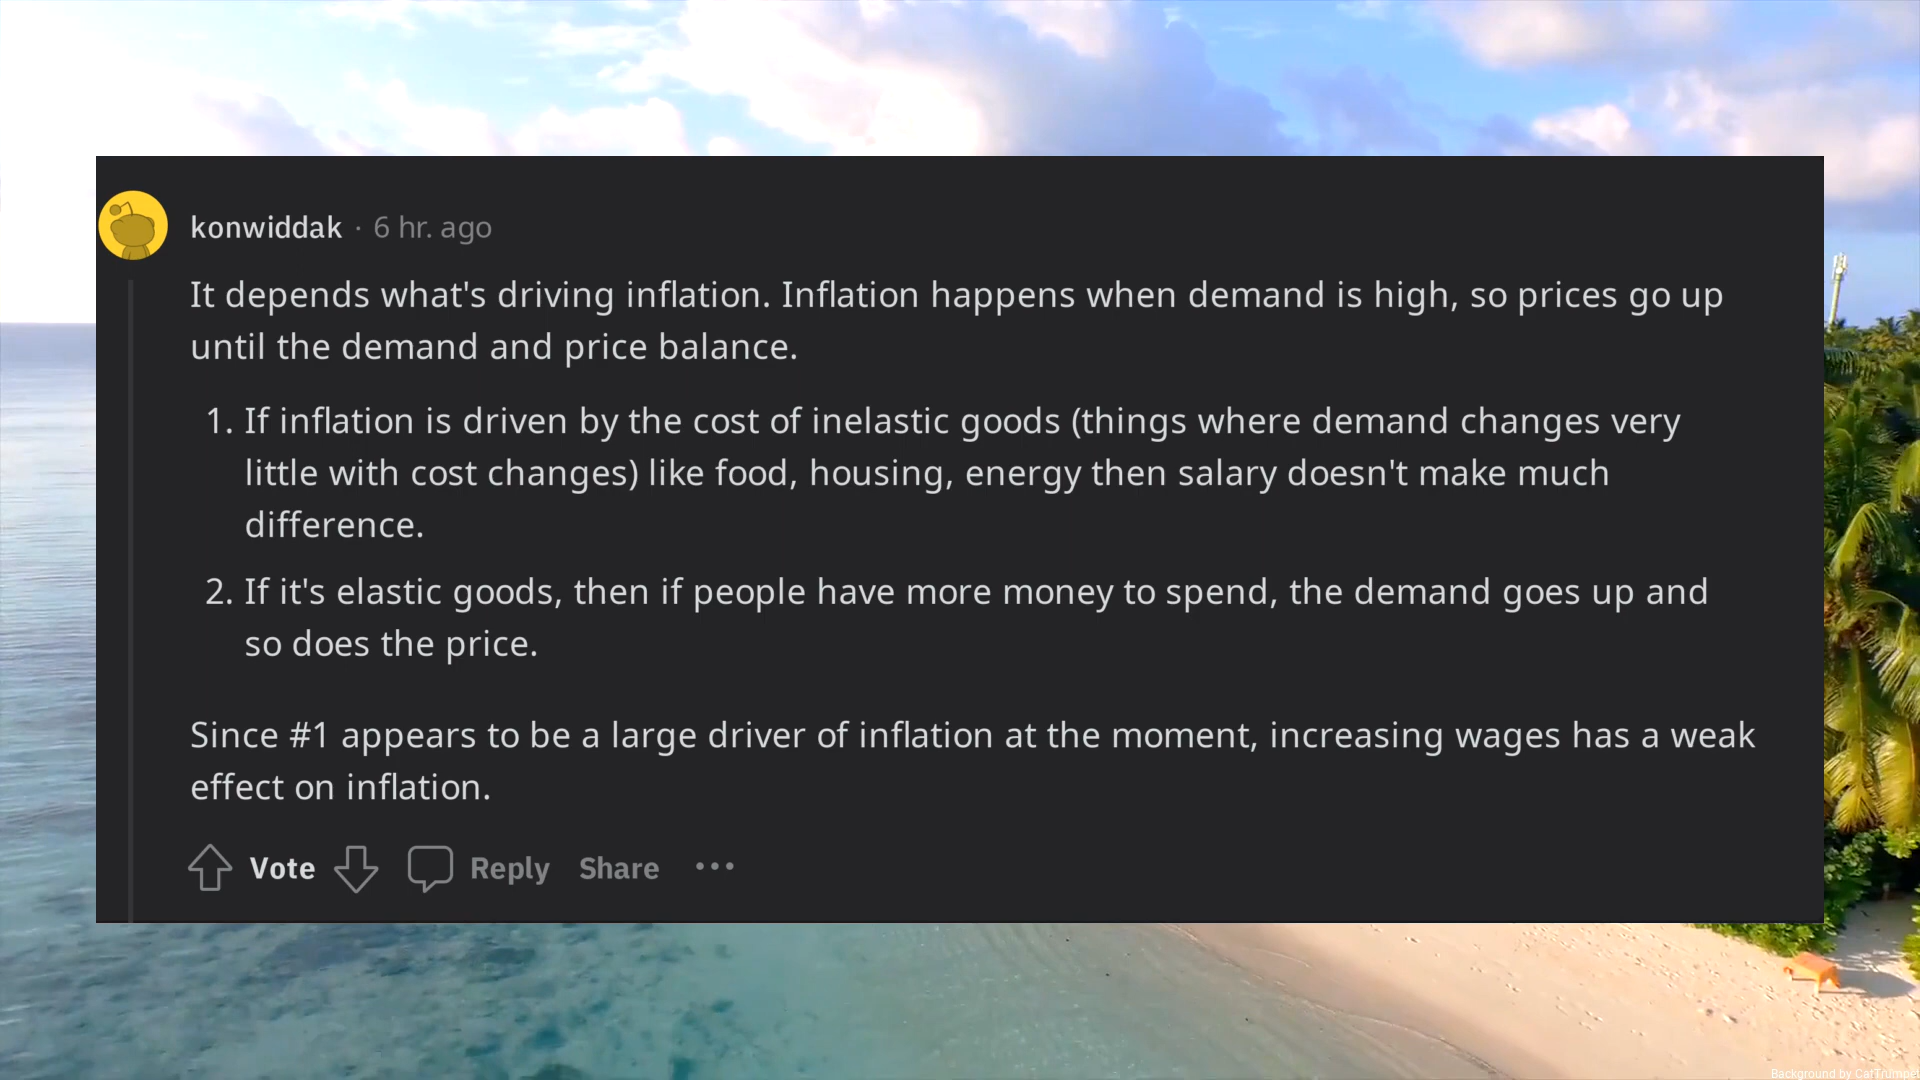 konwiddak · 6 hr. ago
It depends what's driving inflation. Inflation happens when demand is high, so prices go up
until the demand and price balance.
1. If inflation is driven by the cost of inelastic goods (things where demand changes very
little with cost changes) like food, housing, energy then salary doesn't make much
difference.
2. If it's elastic goods, then if people have more money to spend, the demand goes up and
so does the price.
Since #1 appears to be a large driver of inflation at the moment, increasing wages has a weak
effect on inflation.
Vote Reply Share ···
Background by CatTrumpet